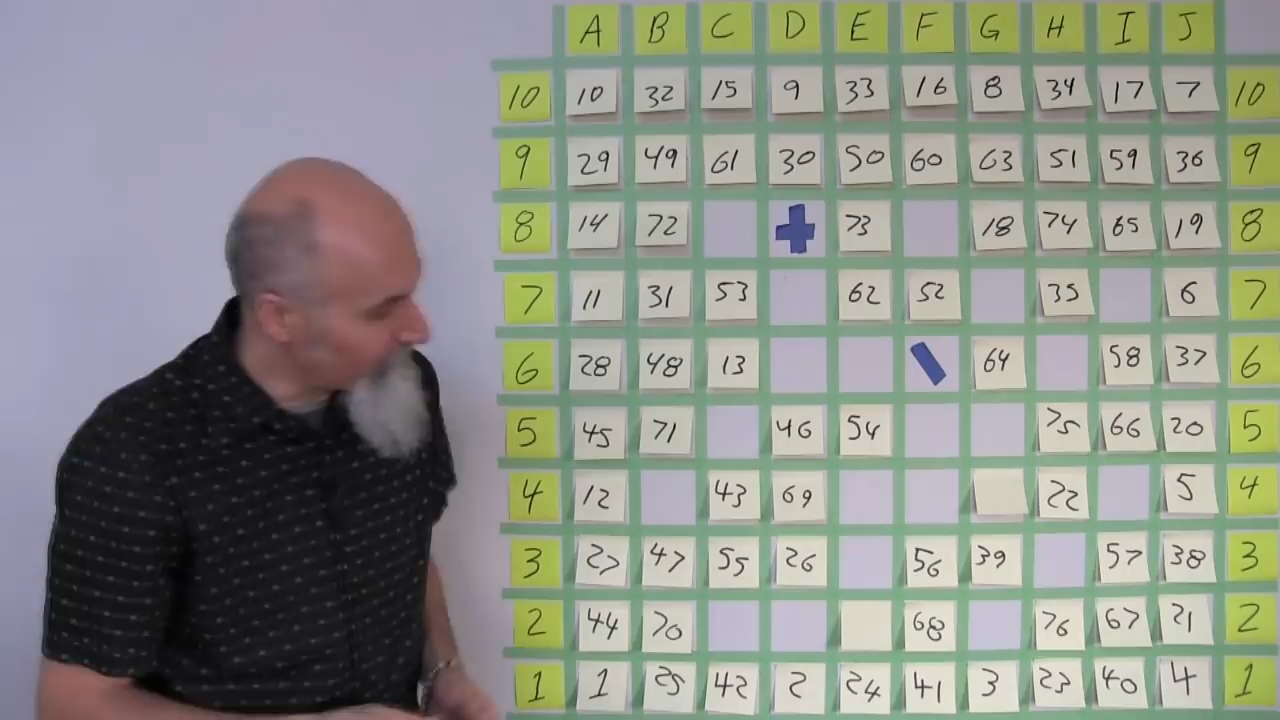 A B C D E F G H I J
10 10 32 15 9 33 16 8 34 17 7 10
9 29 49 61 30 50 60 63 51 59 36 9
8 14 72 73 18 74 65 19 8
7 11 31 53 62 52 35 6 7
6 28 48 13 64 58 37 6
5 45 71 46 54 75 66 20 5
4 12 43 69 22 5 4
3 27 47 55 26 56 39 57 38 3
2 44 70 68 76 67 21 2
1 1 25 42 2 24 41 3 23 40 4 1